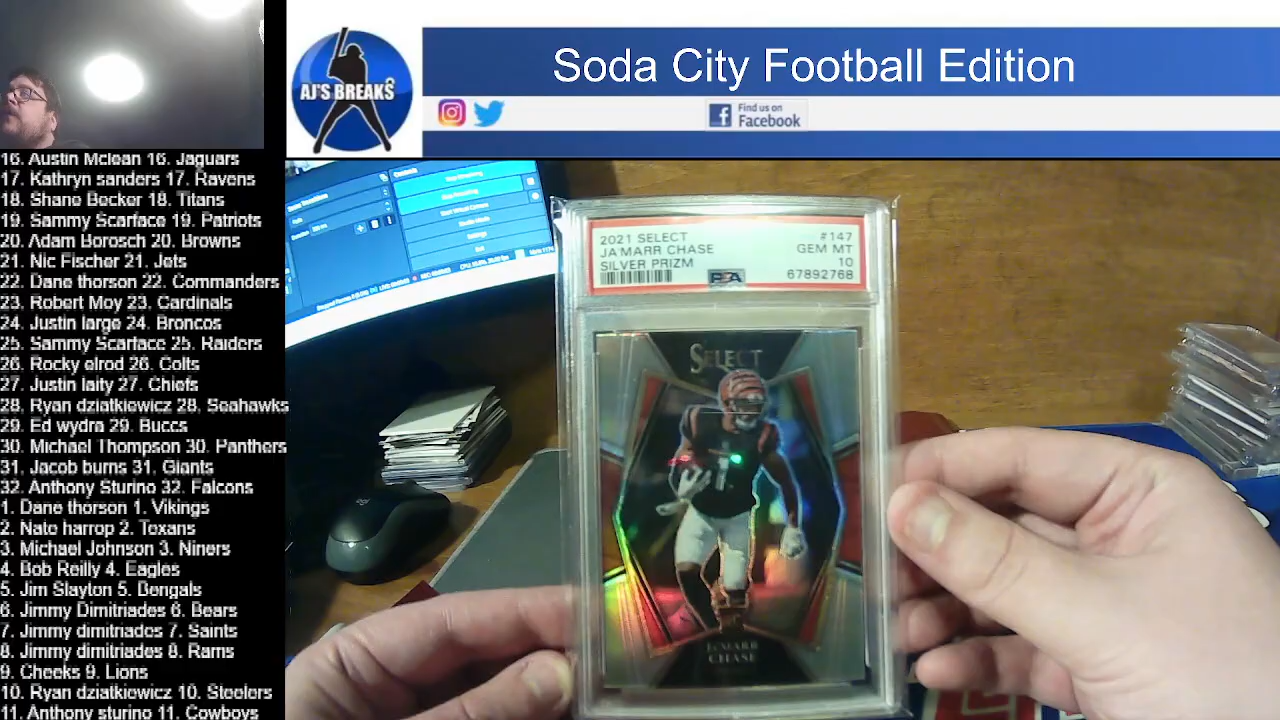 AJ'S BREAKS
Soda City Football Edition
Find us on
Facebook
16. Austin Mclean 16. Jaguars
17. Kathryn sanders 17. Ravens
18. Shane Becker 18. Titans
19. Sammy Scarface 19. Patriots
20. Adam Borosch 20. Browns
21. Nic Fischer 21. Jets
22. Dane thorson 22. Commanders
23. Robert Moy 23. Cardinals
24. Justin large 24. Broncos
25. Sammy Scarface 25. Raiders
26. Rocky elrod 26. Colts
27. Justin laity 27. Chiefs
28. Ryan dziatkiewicz 28. Seahawks
29. Ed wydra 29. Buccs
30. Michael Thompson 30. Panthers
31. Jacob burns 31. Giants
32. Anthony Sturino 32. Falcons
1. Dane thorson 1. Vikings
2. Nate harrop 2. Texans
3. Michael Johnson 3. Niners
4. Bob Reilly 4. Eagles
5. Jim Slayton 5. Bengals
6. Jimmy Dimitriades 6. Bears
7. Jimmy dimitriades 7. Saints
8. Jimmy dimitriades 8. Rams
9. Cheeks 9. Lions
10. Ryan dziatkiewicz 10. Steelers
11. Anthony sturino 11. Cowboys
2021 SELECT #147
JA'MARR CHASE GEM MT
SILVER PRIZM 10
PSA 67892768
SELECT
1
JA'MARR
CHASE